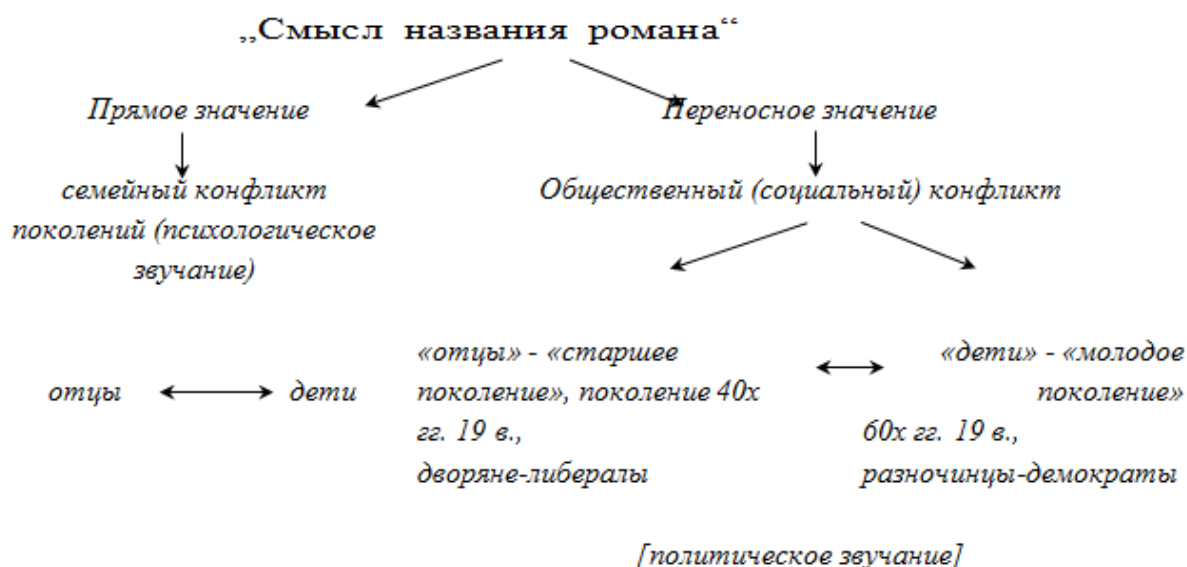 „Смысл названия романа“
Прямое значение
Переносное значение
семейный конфликт
поколений (психологическое
звучание)
Общественный (социальный) конфликт
отцы
дети
«отцы» - «старшее
поколение», поколение 40х
гг. 19 в.,
дворяне-либералы
«дети» - «молодое
поколение»
60х гг. 19 в.,
разночинцы-демократы
[политическое звучание]